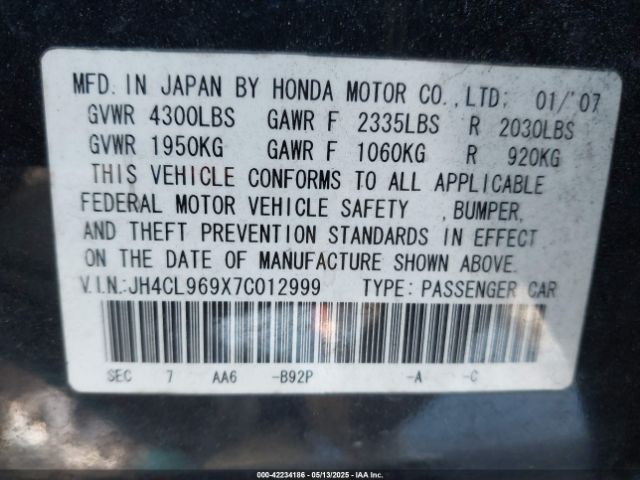 MFD. IN JAPAN BY HONDA MOTOR CO., LTD; 01/'07
GVWR 4300LBS GAWR F 2335LBS R 2030LBS
GVWR 1950KG GAWR F 1060KG R 920KG
THIS VEHICLE CONFORMS TO ALL APPLICABLE
FEDERAL MOTOR VEHICLE SAFETY , BUMPER,
AND THEFT PREVENTION STANDARDS IN EFFECT
ON THE DATE OF MANUFACTURE SHOWN ABOVE.
V.I.N.:JH4CL969X7C012999 TYPE: PASSENGER CAR
SEC 7 AA6 -B92P -A -C
000-42234186 | 05/13/2025 | IAAI.com